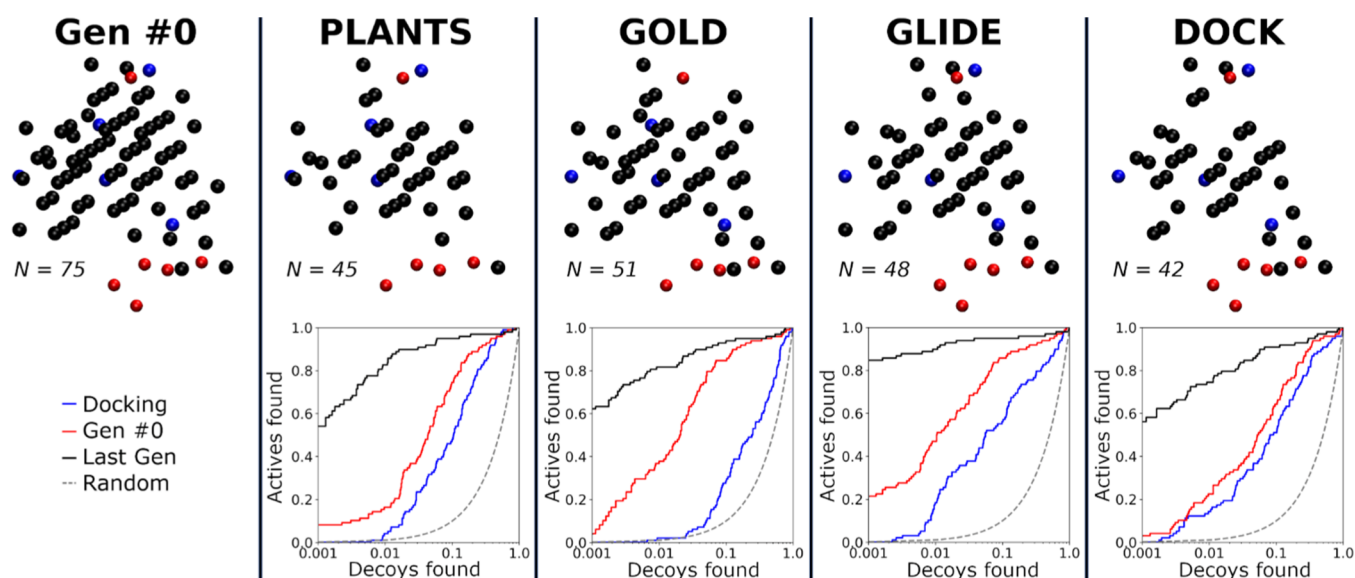 Gen #0 PLANTS GOLD GLIDE DOCK
N = 75 N = 45 N = 51 N = 48 N = 42
Docking
Gen #0
Last Gen
Random
Actives found
1.0
0.8
0.6
0.4
0.2
0.0
0.001 0.01 0.1 1.0
Decoys found
Actives found
1.0
0.8
0.6
0.4
0.2
0.0
0.001 0.01 0.1 1.0
Decoys found
Actives found
1.0
0.8
0.6
0.4
0.2
0.0
0.001 0.01 0.1 1.0
Decoys found
Actives found
1.0
0.8
0.6
0.4
0.2
0.0
0.001 0.01 0.1 1.0
Decoys found